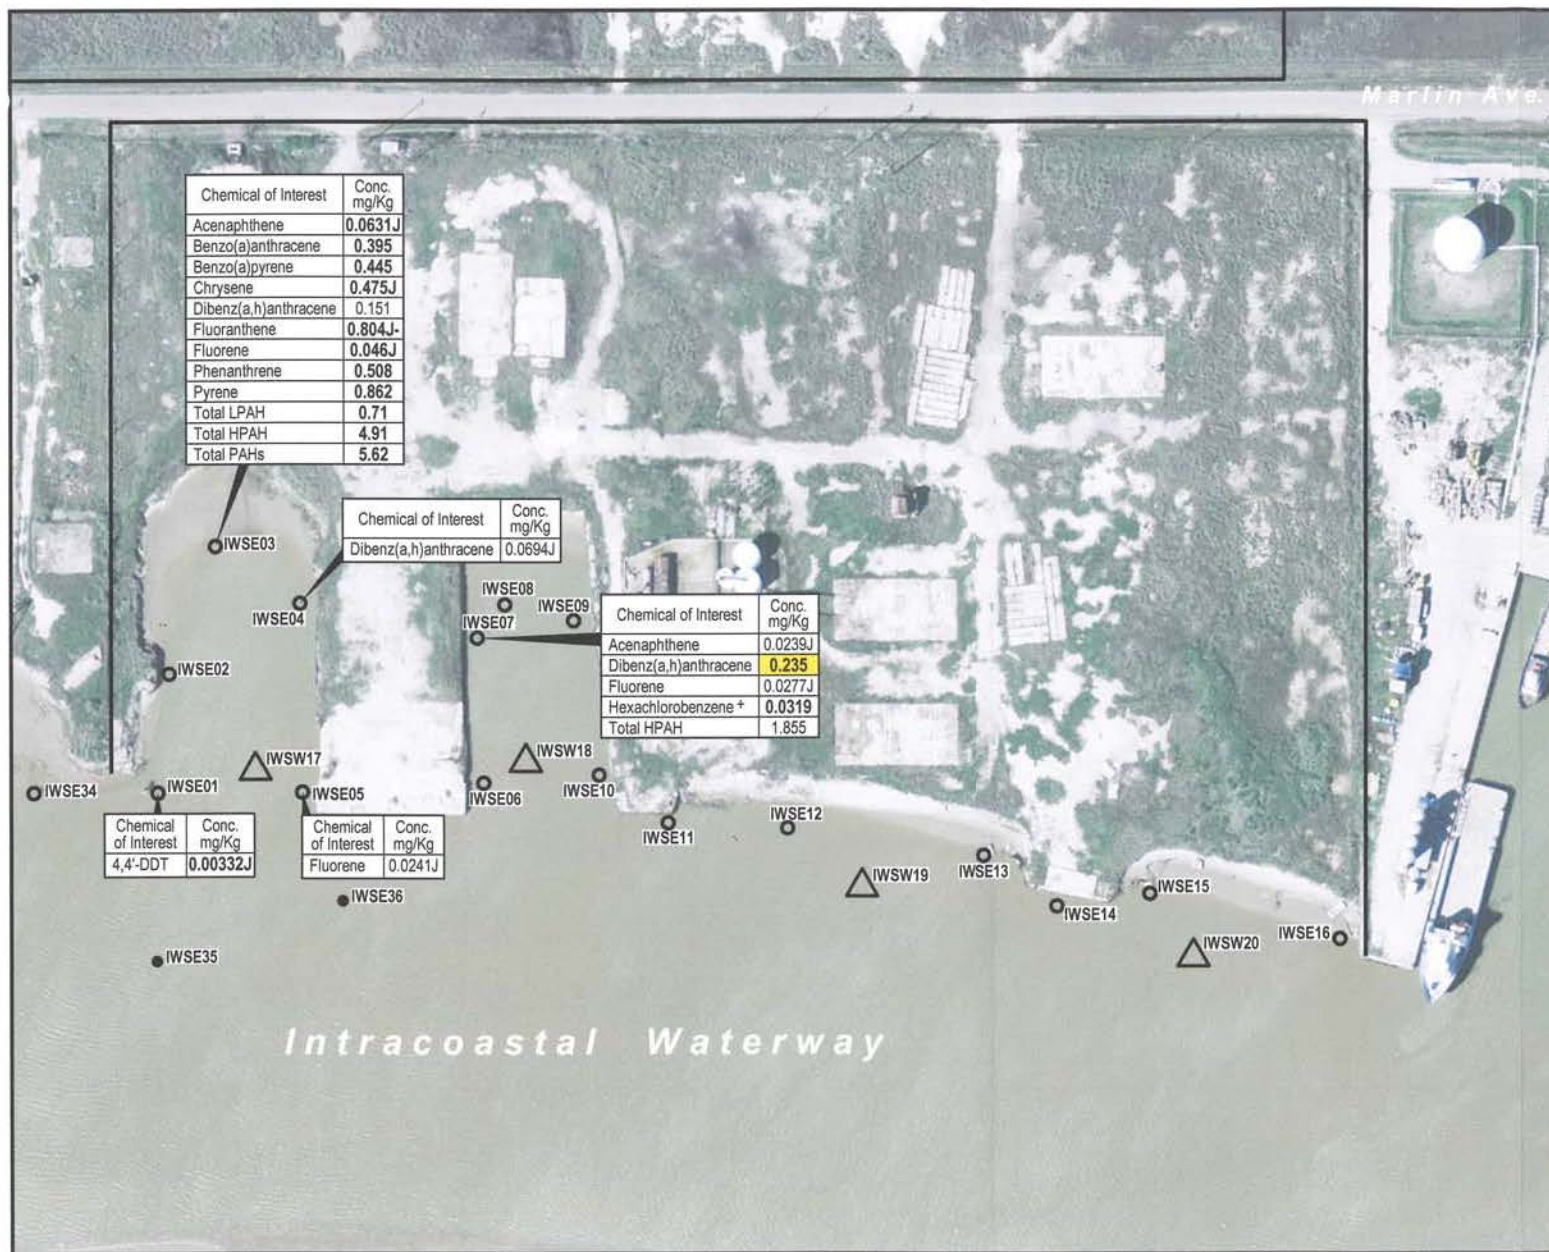 Marlin Ave.
Chemical of Interest Conc. mg/Kg
Acenaphthene 0.0631J
Benzo(a)anthracene 0.395
Benzo(a)pyrene 0.445
Chrysene 0.475J
Dibenz(a,h)anthracene 0.151
Fluoranthene 0.804J-
Fluorene 0.046J
Phenanthrene 0.508
Pyrene 0.862
Total LPAH 0.71
Total HPAH 4.91
Total PAHs 5.62
IWSE03
Chemical of Interest Conc. mg/Kg
Dibenz(a,h)anthracene 0.0694J
IWSE04
IWSE08
IWSE09
IWSE07
Chemical of Interest Conc. mg/Kg
Acenaphthene 0.0239J
Dibenz(a,h)anthracene 0.235
Fluorene 0.0277J
Hexachlorobenzene + 0.0319
Total HPAH 1.855
IWSE02
IWSW17
IWSW18
IWSE34
IWSE01
IWSE05
IWSE06
IWSE10
Chemical of Interest Conc. mg/Kg
4,4'-DDT 0.00332J
Chemical of Interest Conc. mg/Kg
Fluorene 0.0241J
IWSE11
IWSE12
IWSE13
IWSW19
IWSE14
IWSE15
IWSE16
IWSW20
IWSE36
IWSE35
Intracoastal Waterway